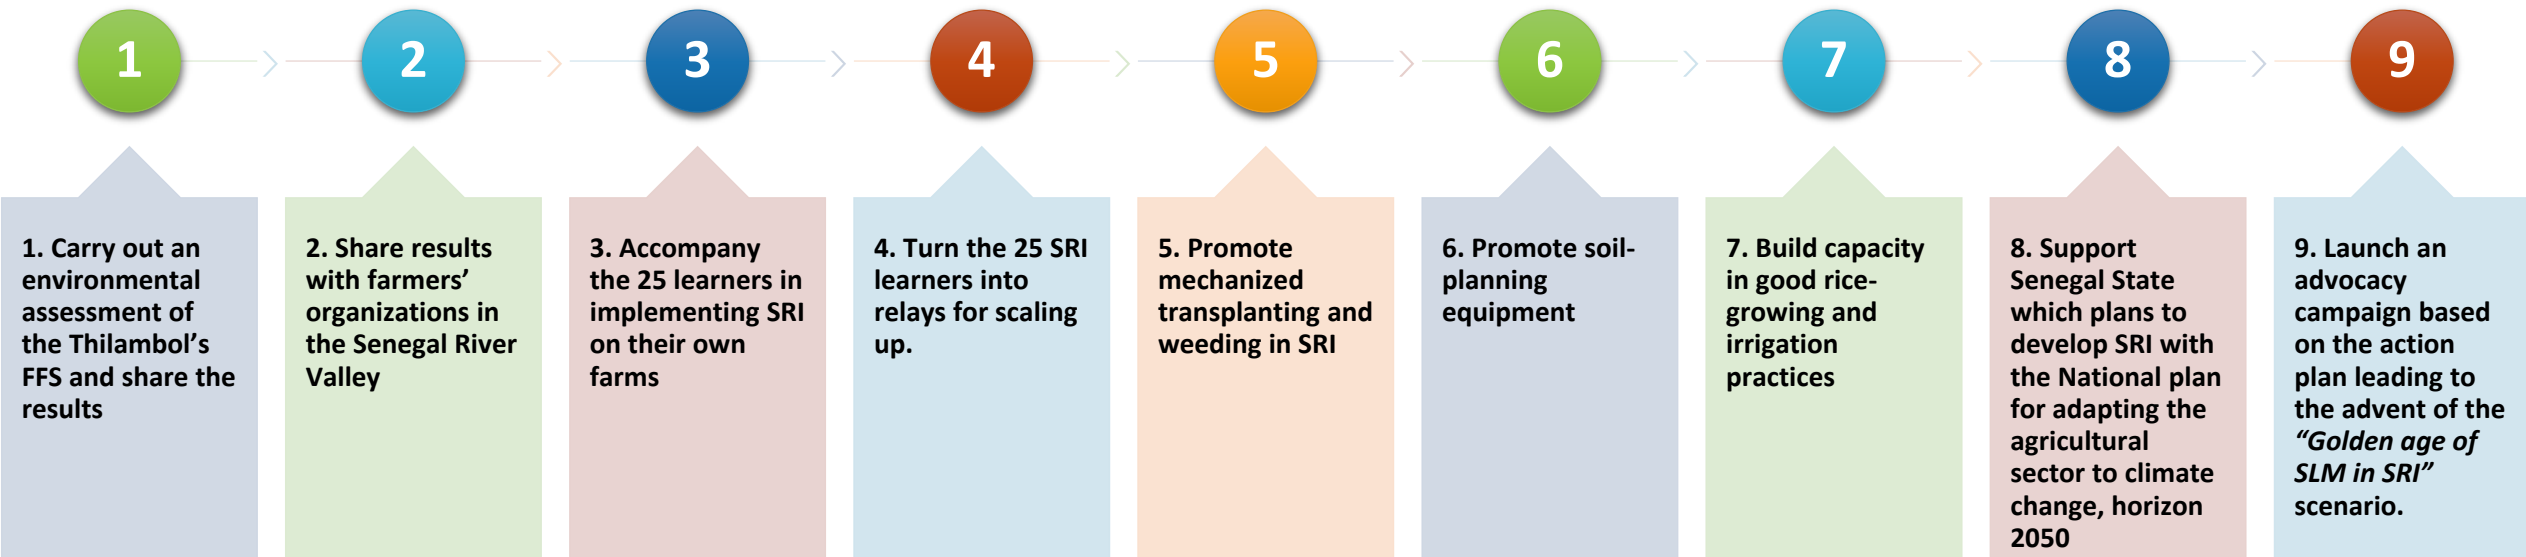 1
2
3
4
5
6
7
8
9
1. Carry out an
environmental
assessment of
the Thilambol’s
FFS and share the
results
2. Share results
with farmers’
organizations in
the Senegal River
Valley
3. Accompany
the 25 learners in
implementing SRI
on their own
farms
4. Turn the 25 SRI
learners into
relays for scaling
up.
5. Promote
mechanized
transplanting and
weeding in SRI
6. Promote soil-
planning
equipment
7. Build capacity
in good rice-
growing and
irrigation
practices
8. Support
Senegal State
which plans to
develop SRI with
the National plan
for adapting the
agricultural
sector to climate
change, horizon
2050
9. Launch an
advocacy
campaign based
on the action
plan leading to
the advent of the
“Golden age of
SLM in SRI”
scenario.